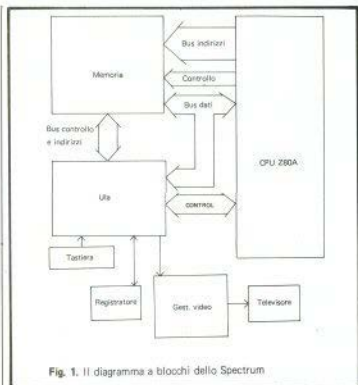 Bus indirizzi
Memoria
Controllo
Bus dati
Bus controllo
e indirizzi
CPU Z80A
Ula
CONTROL
Tastiera
Registratore
Gest. video
Televisore
Fig. 1. Il diagramma a blocchi dello Spectrum